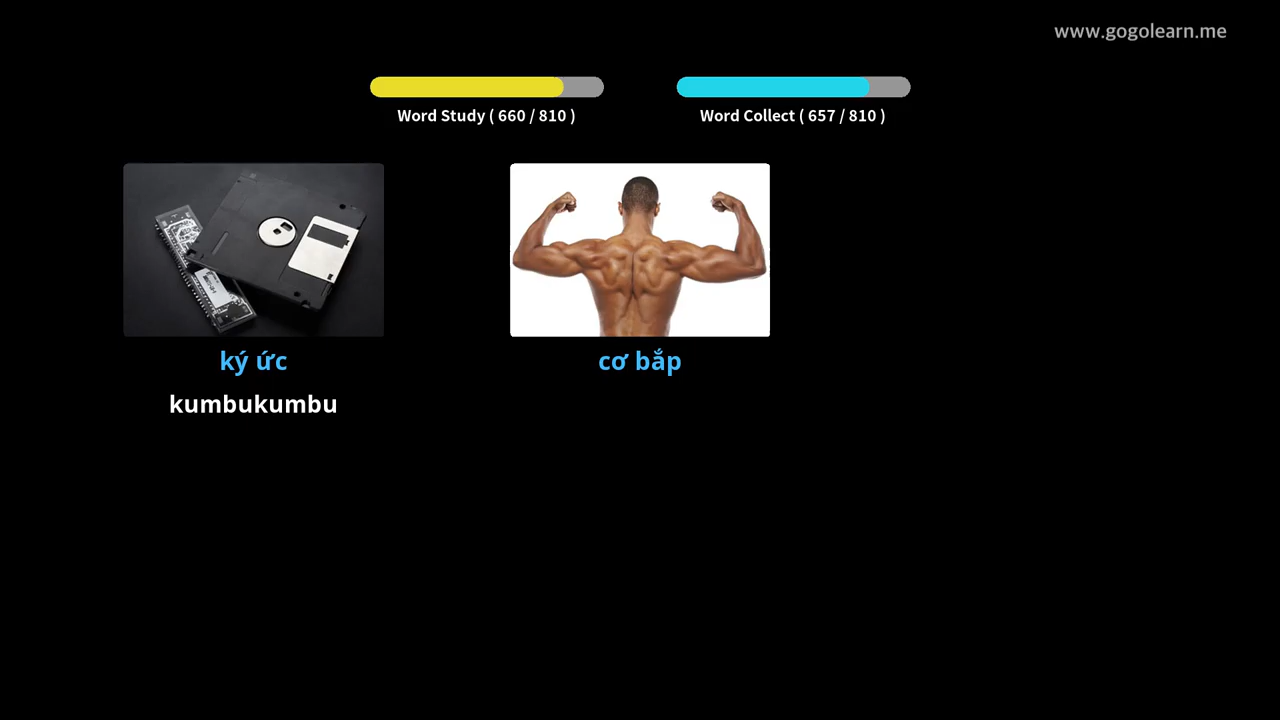 www.gogolearn.me
Word Study ( 660 / 810 )
Word Collect ( 657 / 810 )
ký ức
cơ bắp
kumbukumbu